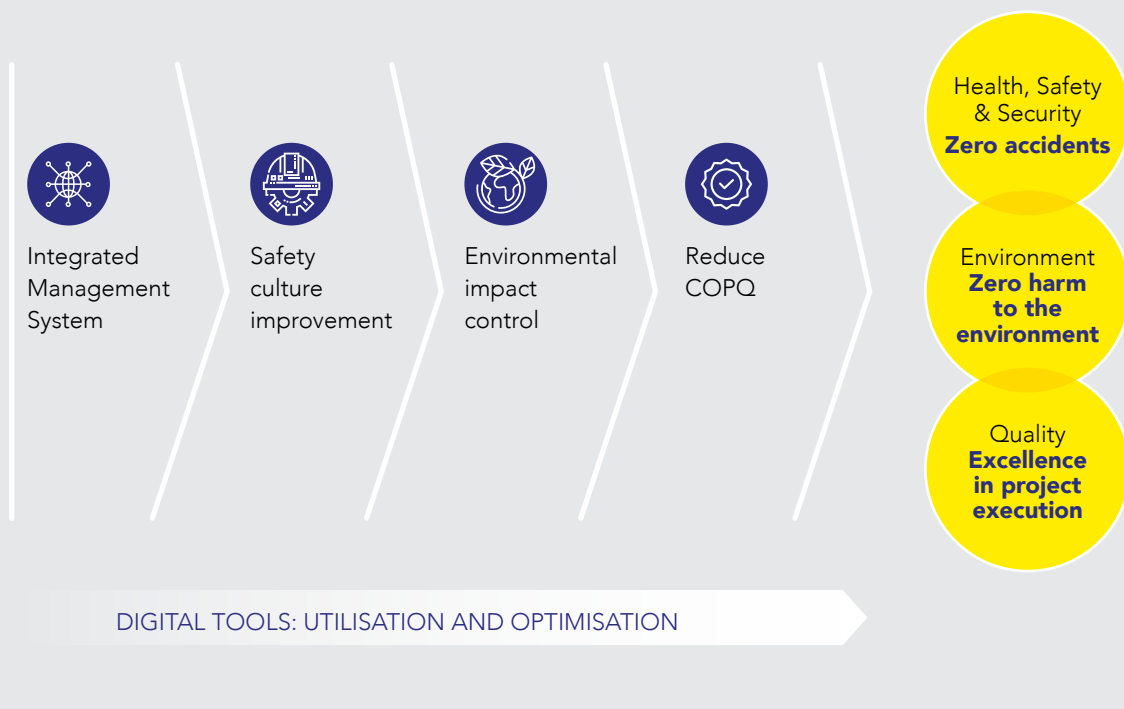 Integrated
Management
System
Safety
culture
improvement
Environmental
impact
control
Reduce
COPQ
Health, Safety
& Security
Zero accidents
Environment
Zero harm
to the
environment
Quality
Excellence
in project
execution
DIGITAL TOOLS: UTILISATION AND OPTIMISATION